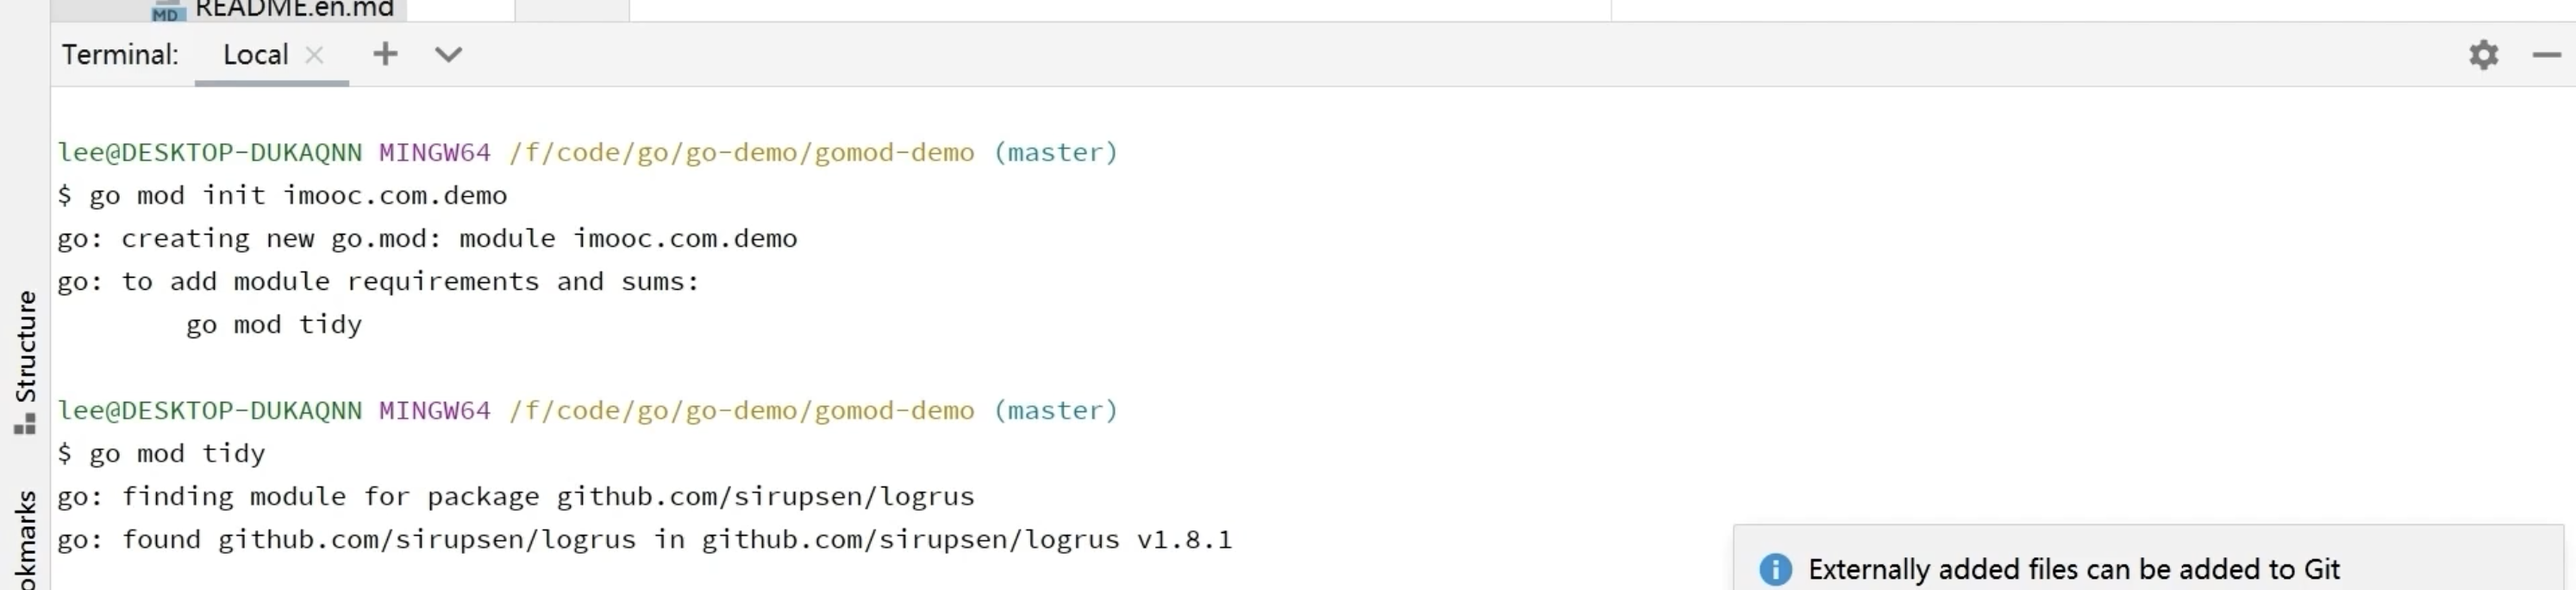 MD README.en.md
Terminal: Local
lee@DESKTOP-DUKAQNN MINGW64 /f/code/go/go-demo/gomod-demo (master)
$ go mod init imooc.com.demo
go: creating new go.mod: module imooc.com.demo
go: to add module requirements and sums:
go mod tidy
lee@DESKTOP-DUKAQNN MINGW64 /f/code/go/go-demo/gomod-demo (master)
$ go mod tidy
go: finding module for package github.com/sirupsen/logrus
go: found github.com/sirupsen/logrus in github.com/sirupsen/logrus v1.8.1
Structure
okmarks
Externally added files can be added to Git